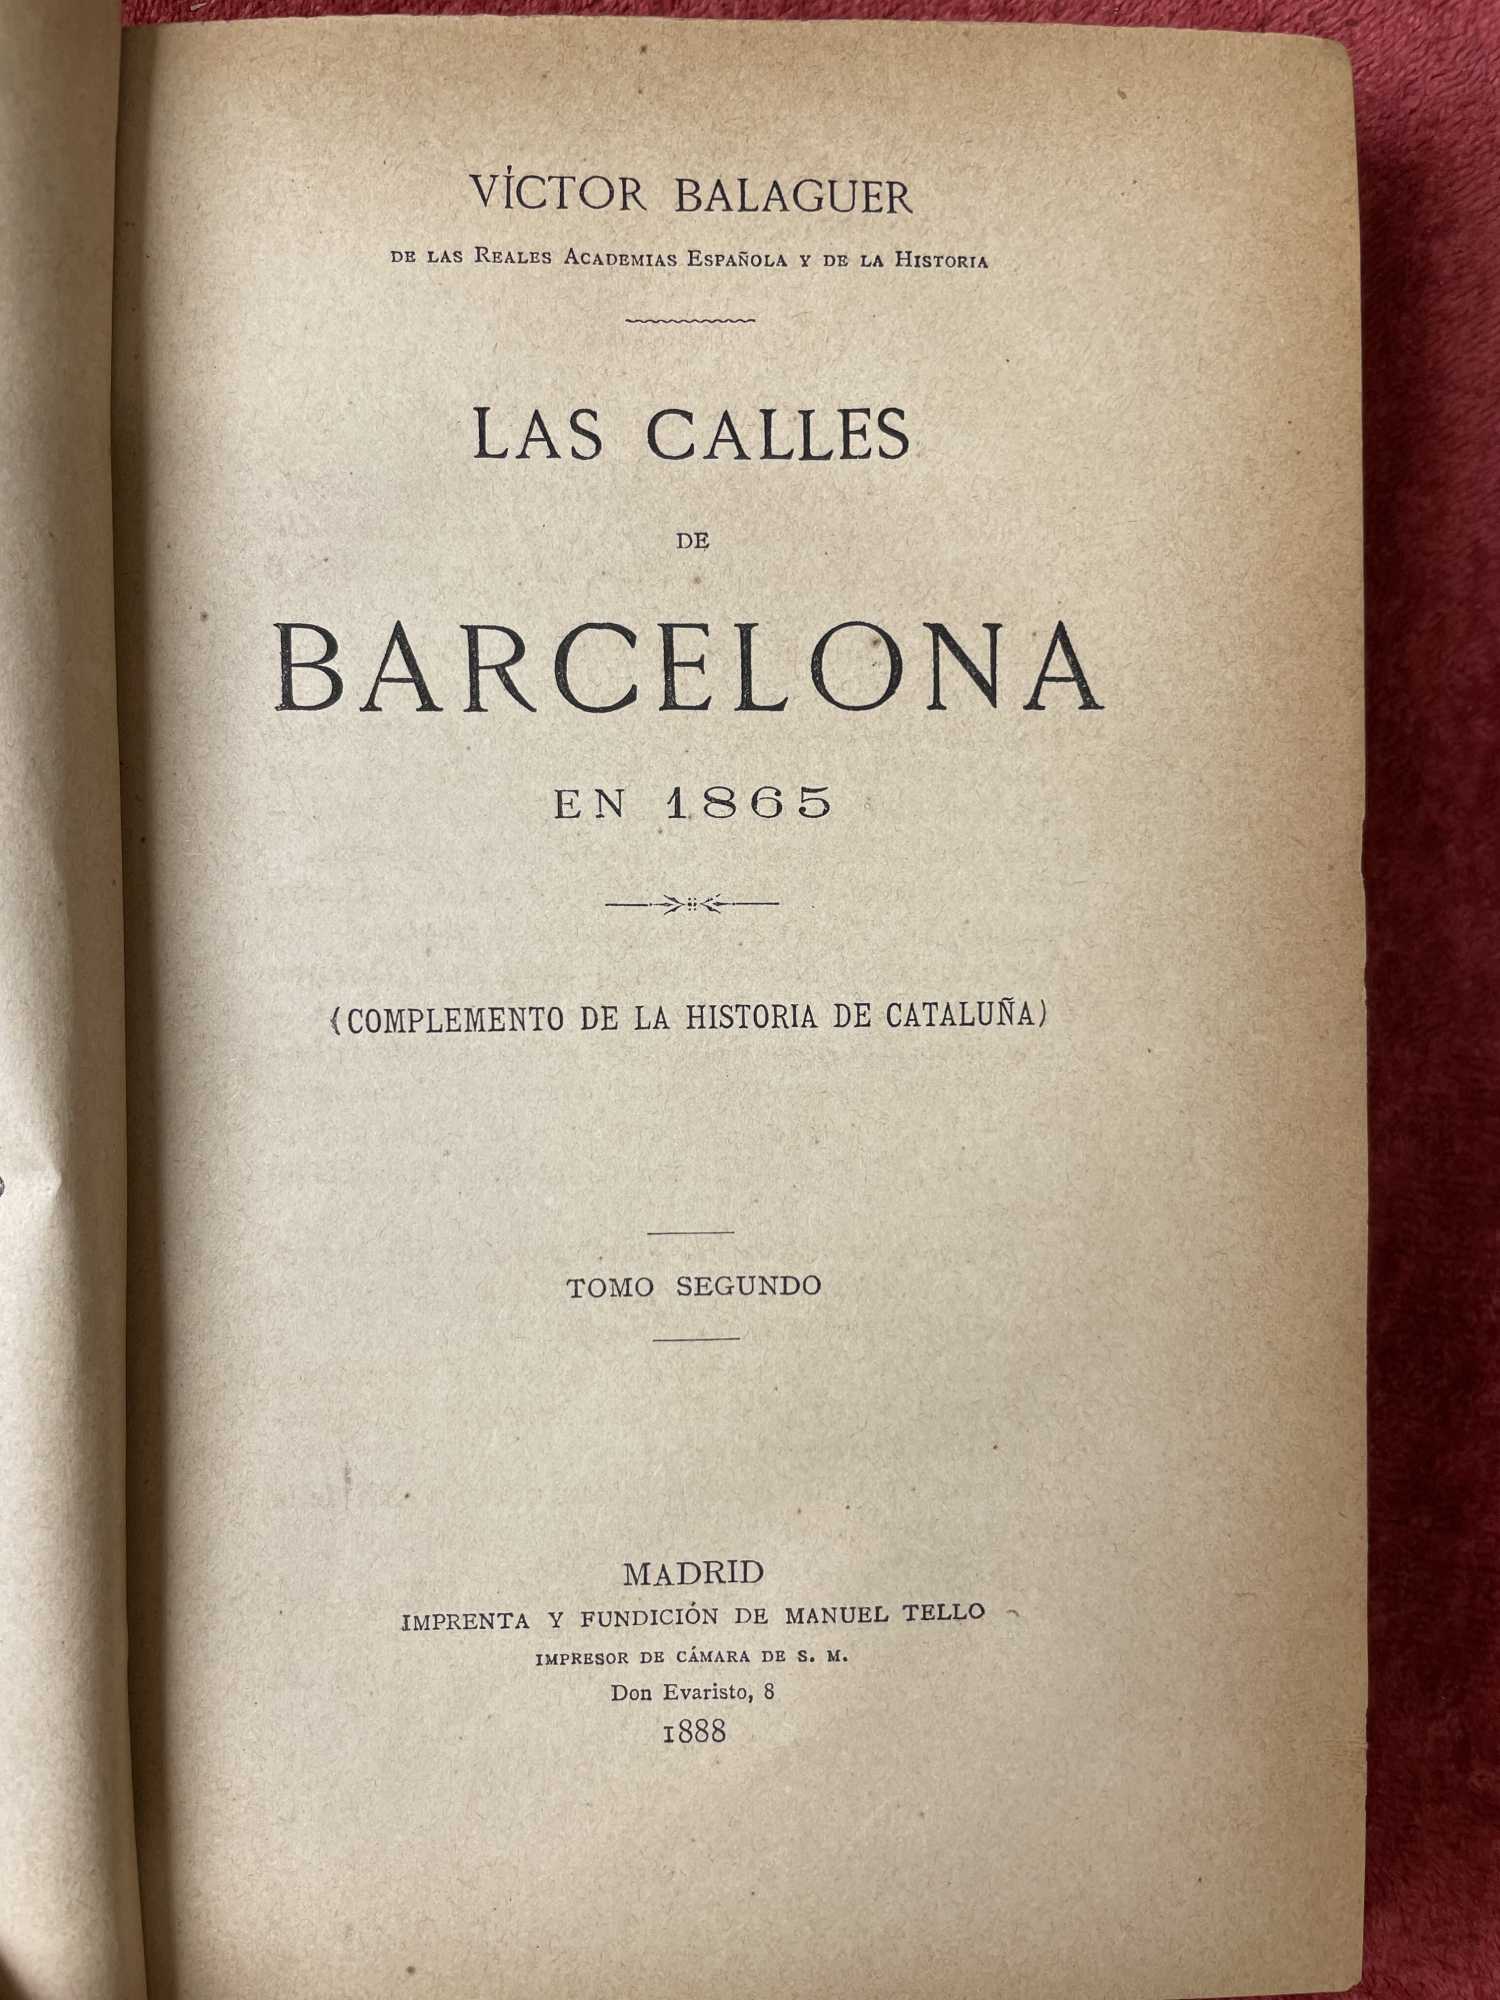 VÍCTOR BALAGUER
DE LAS REALES ACADEMIAS ESPAÑOLA Y DE LA HISTORIA
LAS CALLES
DE
BARCELONA
EN 1865
(COMPLEMENTO DE LA HISTORIA DE CATALUÑA)
TOMO SEGUNDO
MADRID
IMPRENTA Y FUNDICIÓN DE MANUEL TELLO
IMPRESOR DE CÁMARA DE S. M.
Don Evaristo, 8
1888